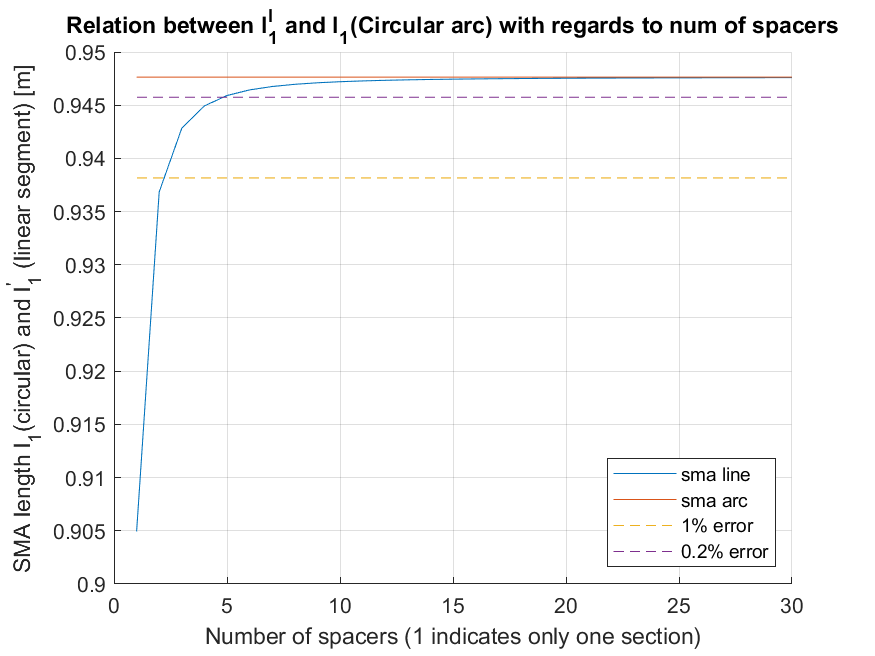 Relation between l₁ˡ and l₁(Circular arc) with regards to num of spacers
SMA length l₁(circular) and l₁' (linear segment) [m]
0.95
0.945
0.94
0.935
0.93
0.925
0.92
0.915
0.91
0.905
0.9
0 5 10 15 20 25 30
Number of spacers (1 indicates only one section)
sma line
sma arc
1% error
0.2% error